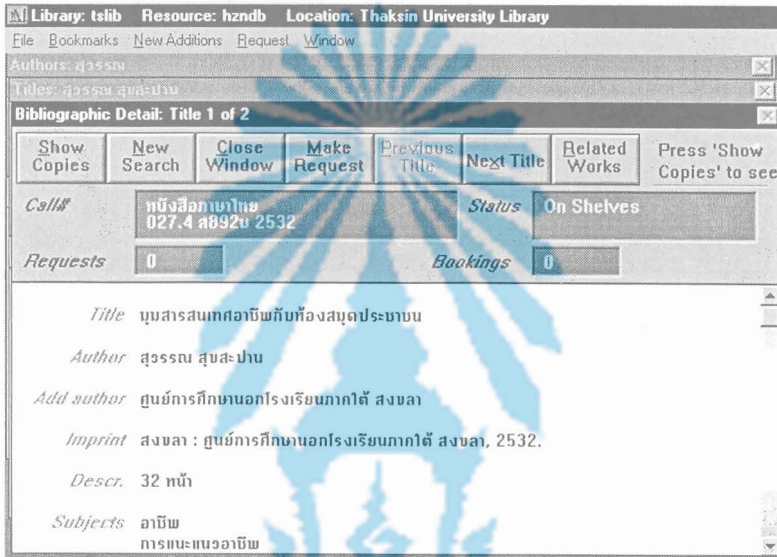 Library: tslib Resource: hzndb Location: Thaksin University Library
File Bookmarks New Additions Request Window
Authors: สุวรรณ
Titles: สุวรรณ สุขสะปาน
Bibliographic Detail: Title 1 of 2
Show Copies New Search Close Window Make Request Previous Title Next Title Related Works Press 'Show Copies' to see
Call# หนังสือภาษาไทย Status On Shelves
027.4 ส892ม 2532
Requests 0 Bookings 0
Title มุมสารสนเทศอาชีพกับห้องสมุดประชาชน
Author สุวรรณ สุขสะปาน
Add author ศูนย์การศึกษานอกโรงเรียนภาคใต้ สงขลา
Imprint สงขลา : ศูนย์การศึกษานอกโรงเรียนภาคใต้ สงขลา, 2532.
Descr. 32 หน้า
Subjects อาชีพ
การแนะแนวอาชีพ